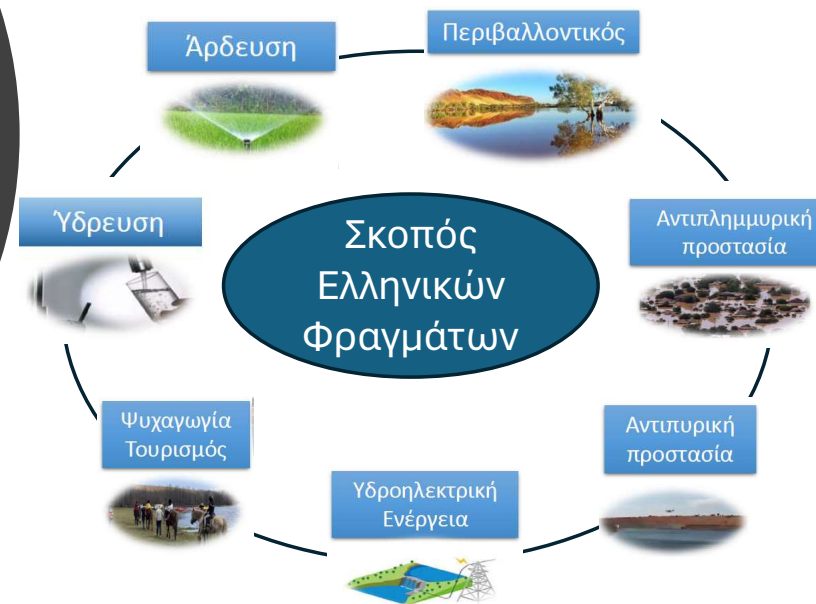 Άρδευση
Περιβαλλοντικός
Ύδρευση
Σκοπός
Ελληνικών
Φραγμάτων
Αντιπλημμυρική
προστασία
Ψυχαγωγία
Τουρισμός
Υδροηλεκτρική
Ενέργεια
Αντιπυρική
προστασία